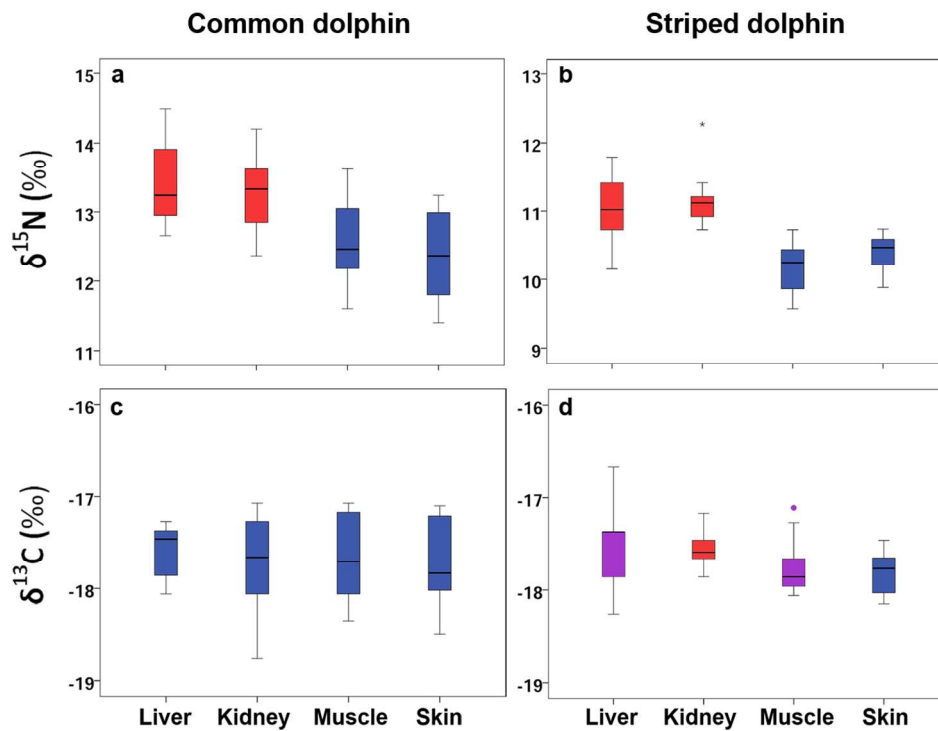 Common dolphin
Striped dolphin
a
15
14
13
12
11
δ15N (‰)
b
*
13
12
11
10
9
c
-16
-17
-18
-19
δ13C (‰)
Liver Kidney Muscle Skin
d
-16
-17
-18
-19
Liver Kidney Muscle Skin